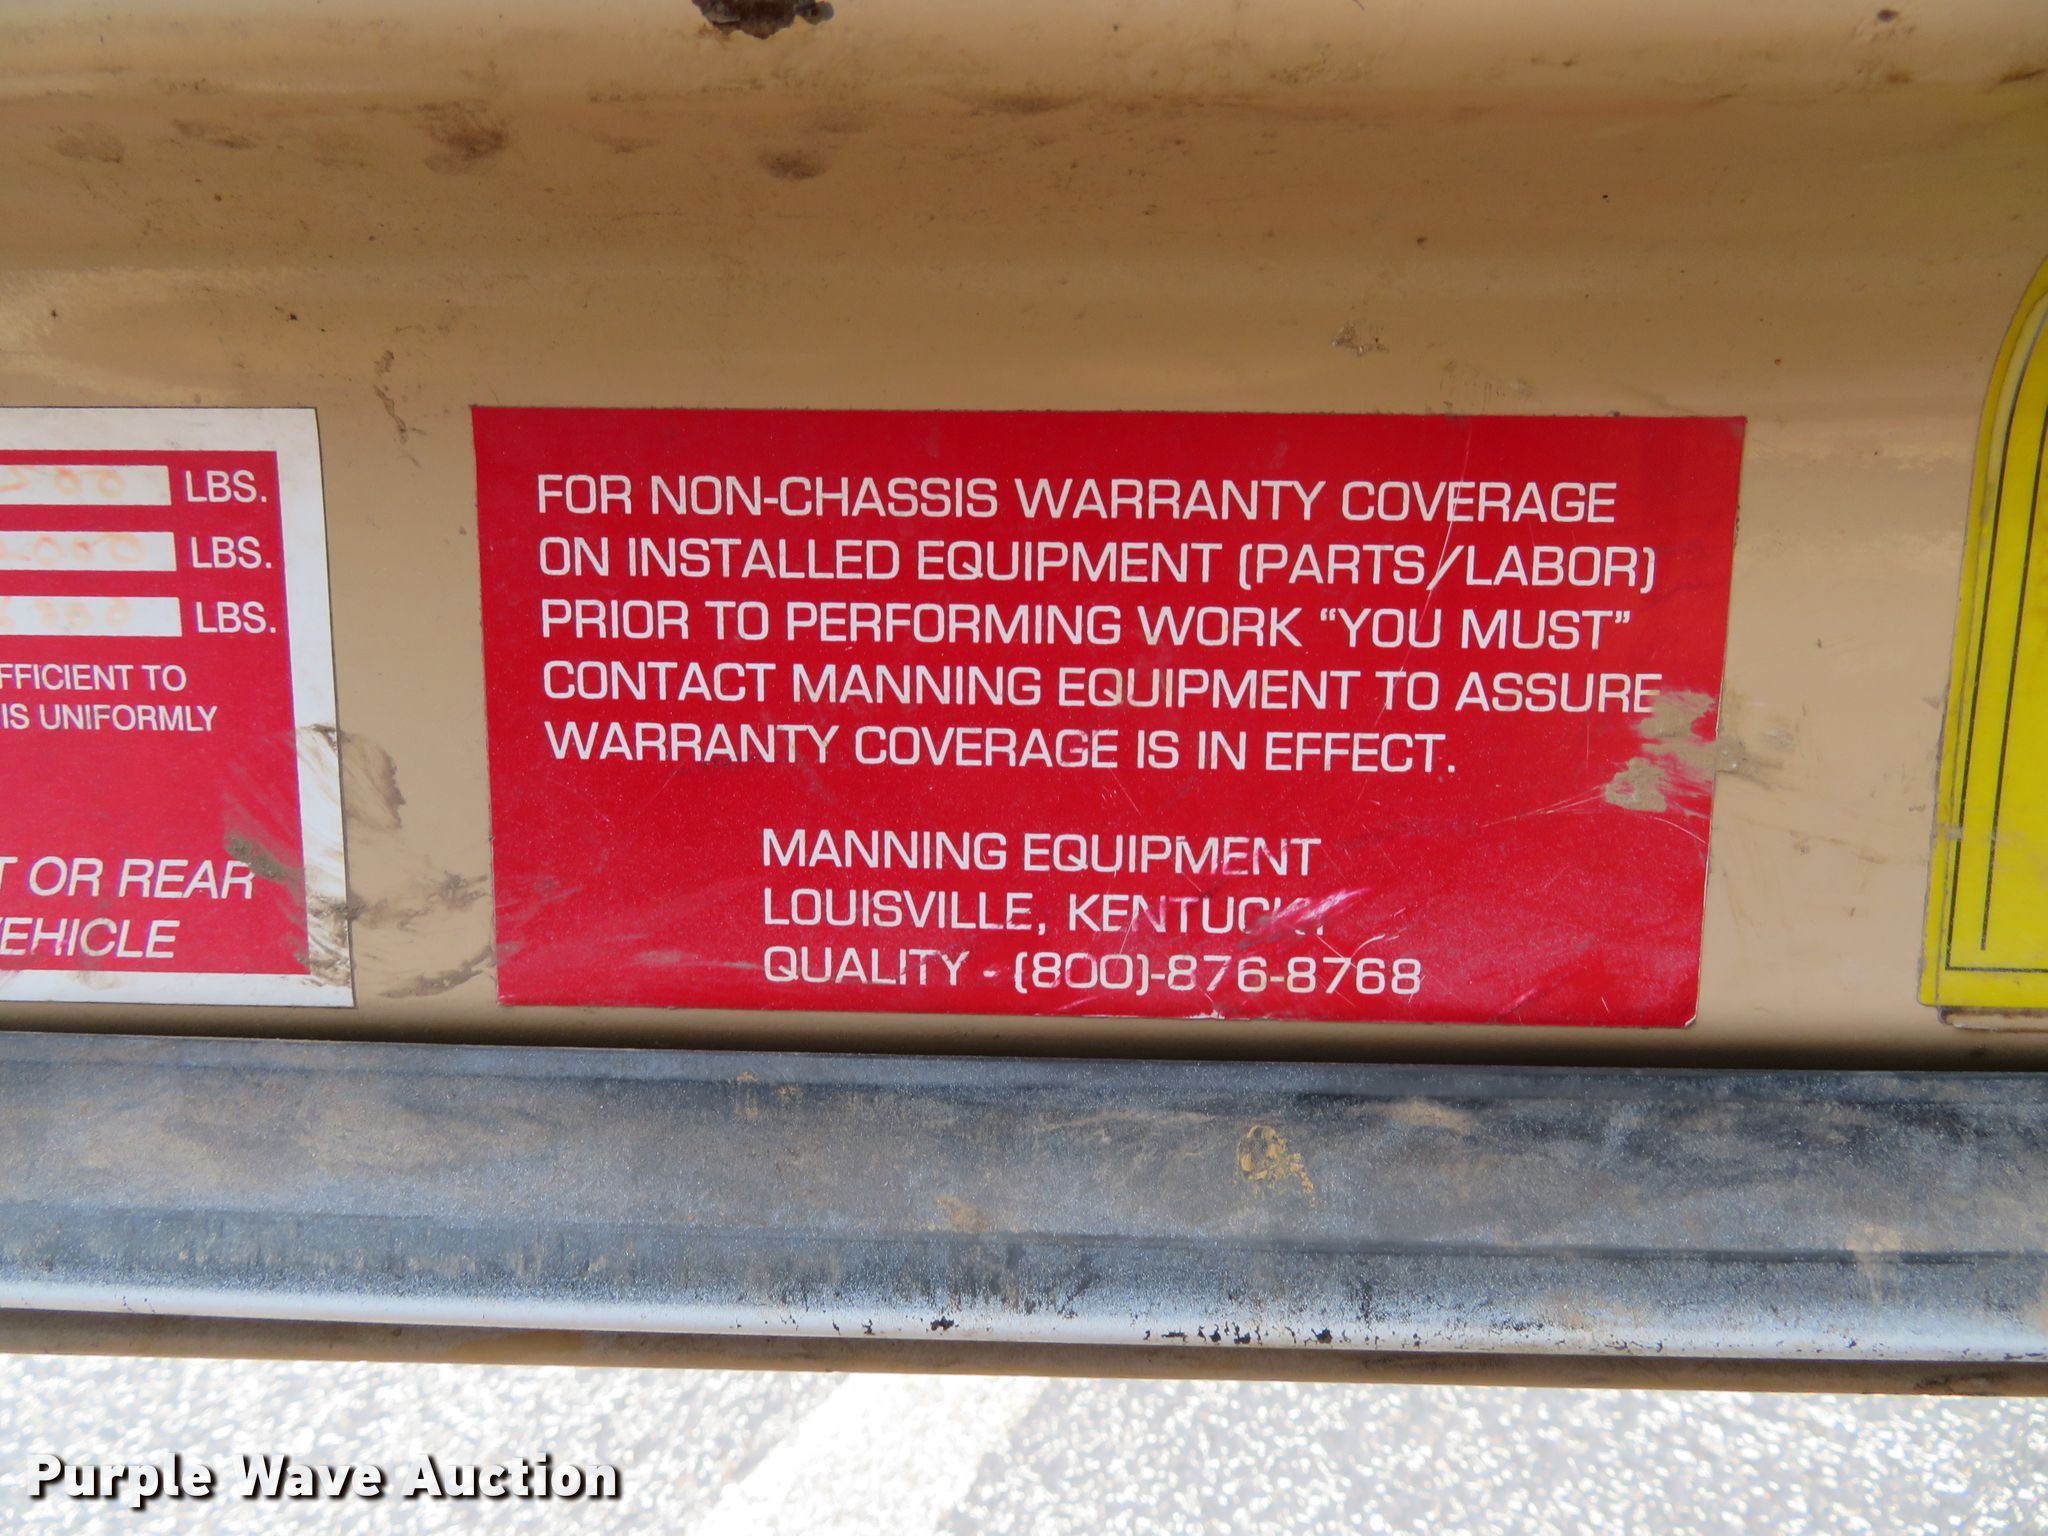 LBS.
LBS.
LBS.
FFICIENT TO
IS UNIFORMLY
T OR REAR
EHICLE
FOR NON-CHASSIS WARRANTY COVERAGE
ON INSTALLED EQUIPMENT (PARTS/LABOR)
PRIOR TO PERFORMING WORK “YOU MUST”
CONTACT MANNING EQUIPMENT TO ASSURE
WARRANTY COVERAGE IS IN EFFECT.
MANNING EQUIPMENT
LOUISVILLE, KENTUCKY
QUALITY - (800)-876-8768
Purple Wave Auction